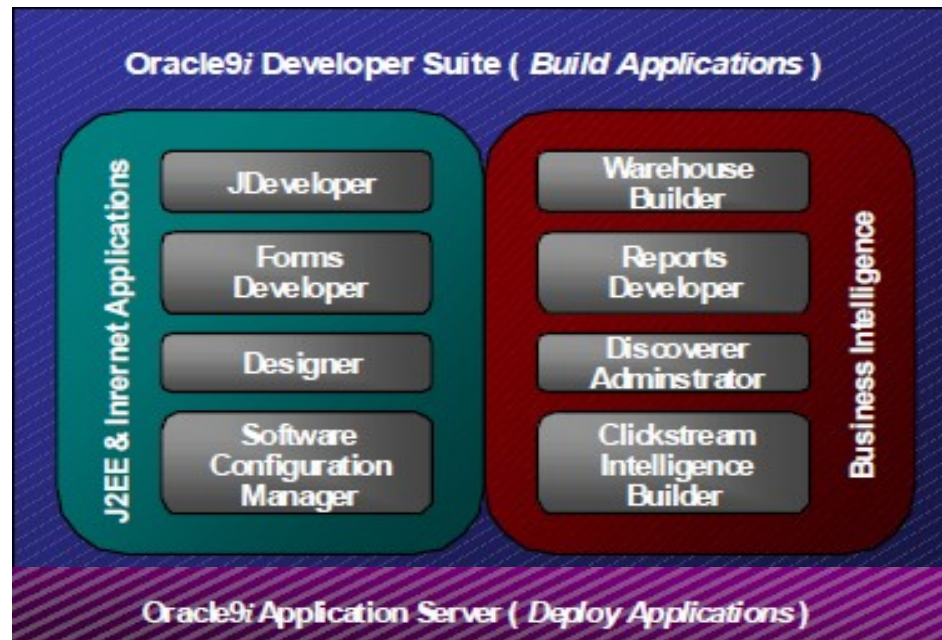 Oracle9i Developer Suite ( Build Applications )
J2EE & Inrernet Applications
JDeveloper
Forms
Developer
Designer
Software
Configuration
Manager
Warehouse
Builder
Reports
Developer
Discoverer
Adminstrator
Clickstream
Intelligence
Builder
Business Intelligence
Oracle9i Application Server ( Deploy Applications )